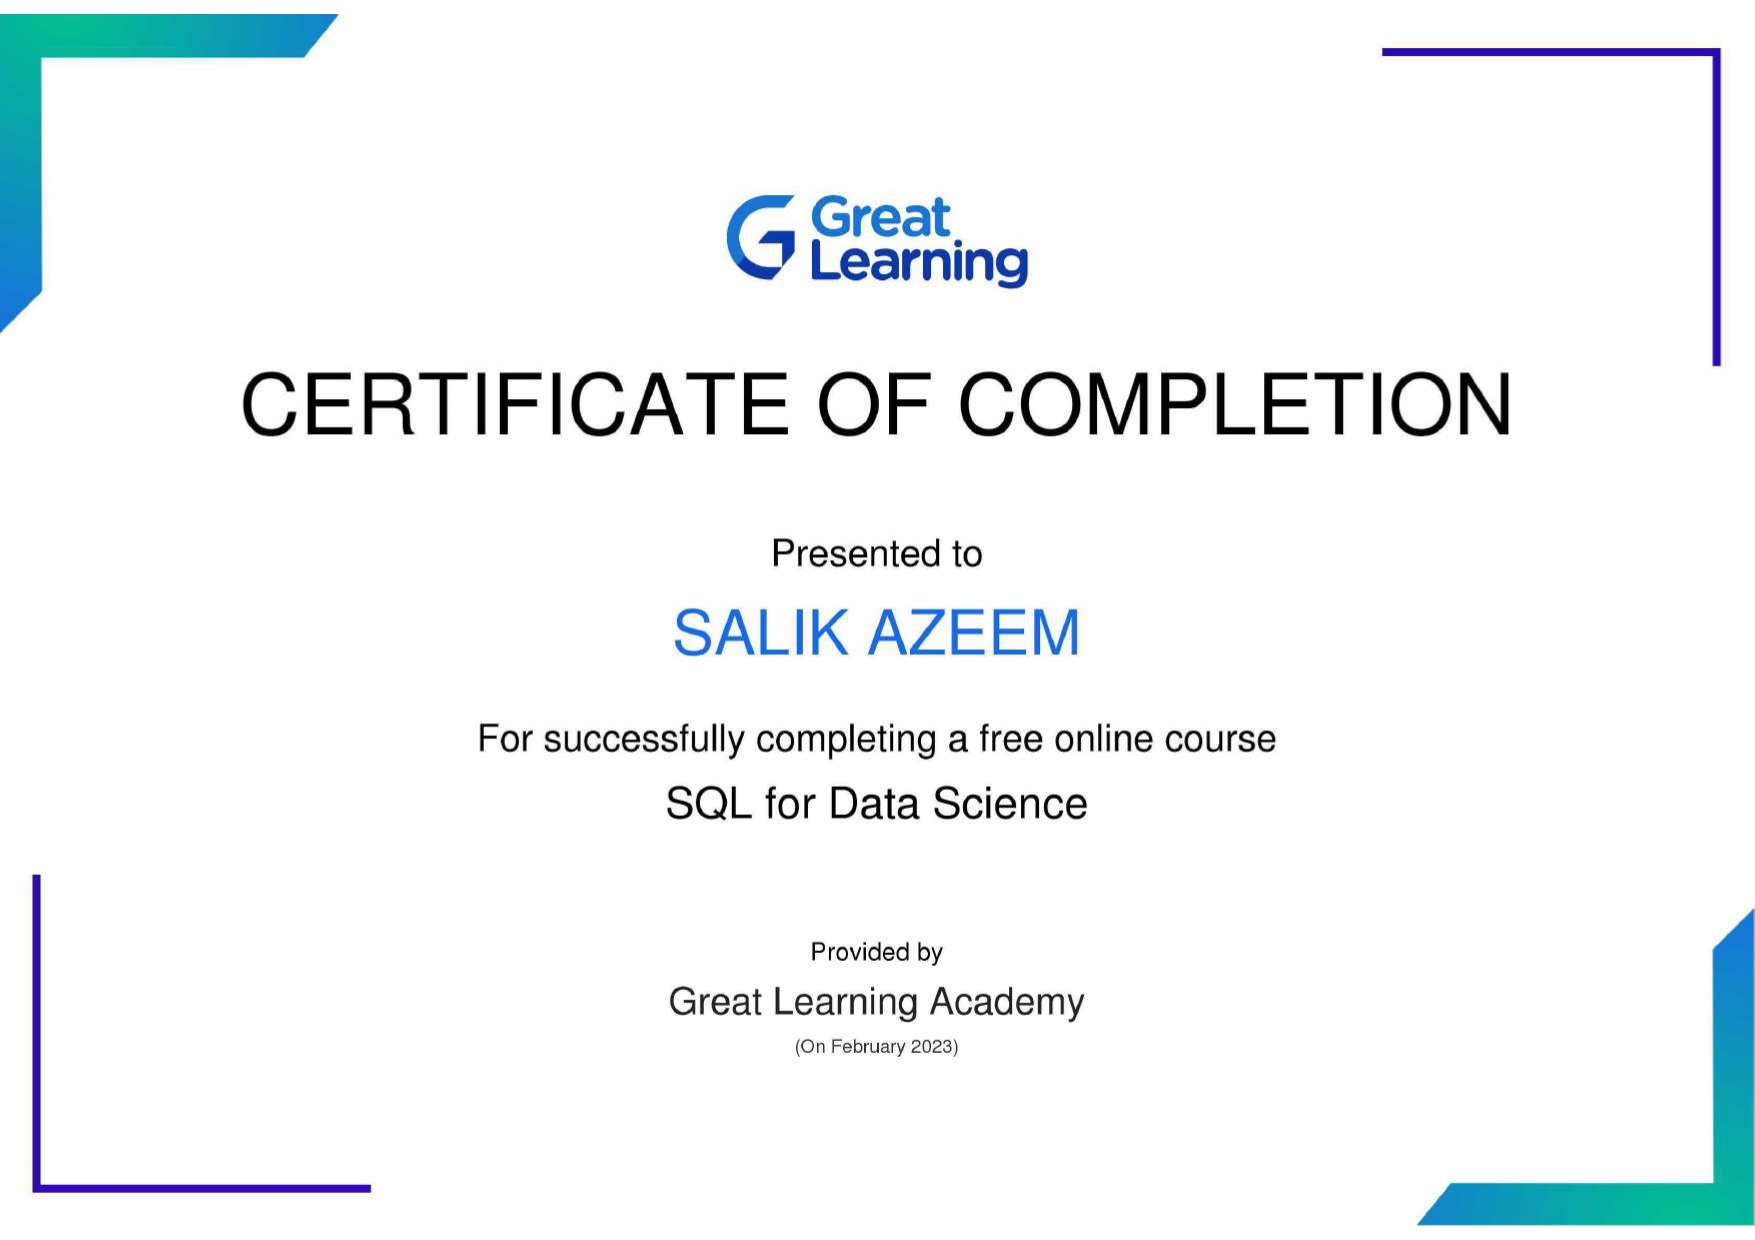 Great
Learning
CERTIFICATE OF COMPLETION
Presented to
SALIK AZEEM
For successfully completing a free online course
SQL for Data Science
Provided by
Great Learning Academy
(On February 2023)